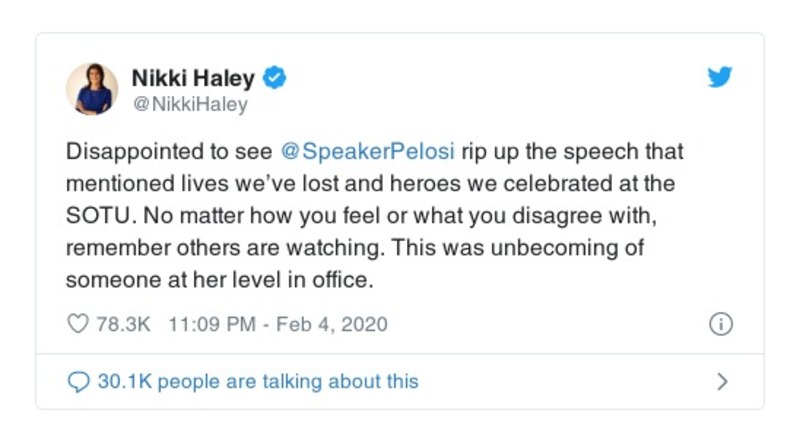 Nikki Haley
@NikkiHaley
Disappointed to see @SpeakerPelosi rip up the speech that
mentioned lives we’ve lost and heroes we celebrated at the
SOTU. No matter how you feel or what you disagree with,
remember others are watching. This was unbecoming of
someone at her level in office.
78.3K 11:09 PM - Feb 4, 2020
30.1K people are talking about this